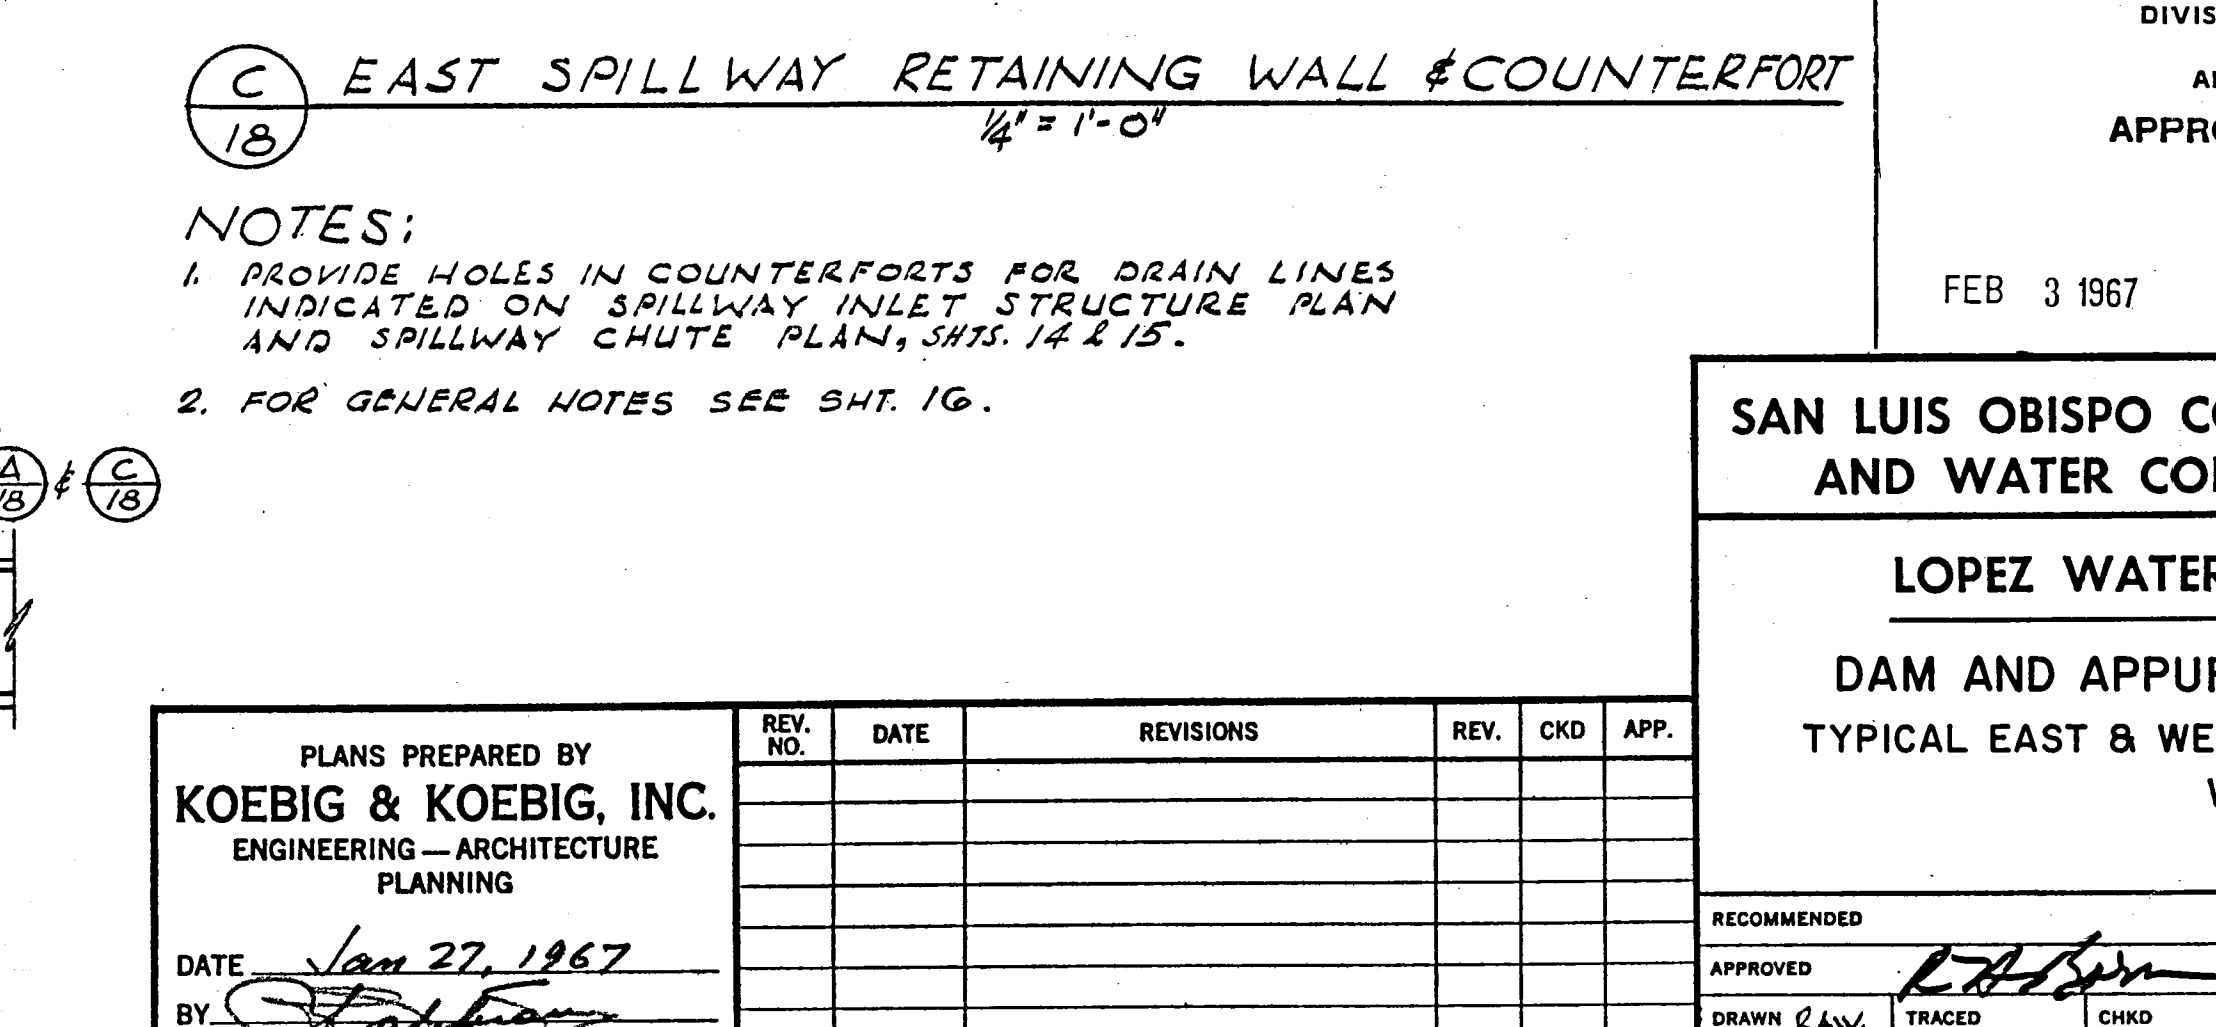 C
18
EAST SPILLWAY RETAINING WALL & COUNTERFORT
1/4" = 1'-0"
NOTES:
1. PROVIDE HOLES IN COUNTERFORTS FOR DRAIN LINES
INDICATED ON SPILLWAY INLET STRUCTURE PLAN
AND SPILLWAY CHUTE PLAN, SHTS. 14 & 15.
2. FOR GENERAL NOTES SEE SHT. 16.
A
18
&
C
18
DIVIS
APPRO
FEB 3 1967
SAN LUIS OBISPO CO
AND WATER CO
LOPEZ WATER
DAM AND APPUR
TYPICAL EAST & WE
PLANS PREPARED BY
KOEBIG & KOEBIG, INC.
ENGINEERING—ARCHITECTURE
PLANNING
DATE Jan 27, 1967
BY
REV. NO. DATE REVISIONS REV. CKD APP.
RECOMMENDED
APPROVED
DRAWN TRACED CHKD